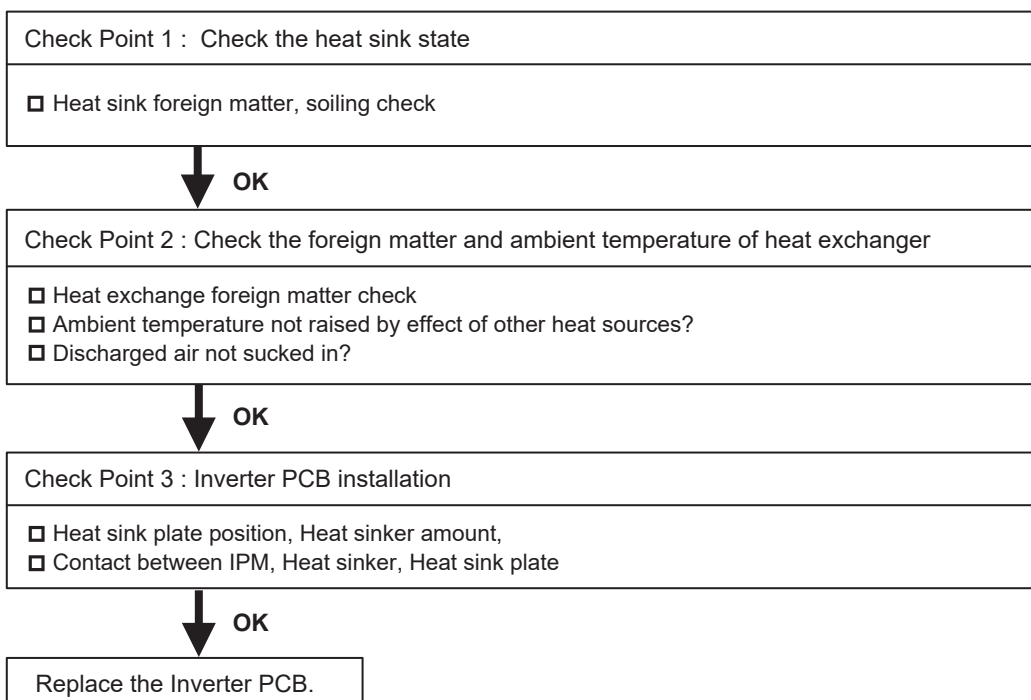 Check Point 1 : Check the heat sink state
Heat sink foreign matter, soiling check
OK
Check Point 2 : Check the foreign matter and ambient temperature of heat exchanger
Heat exchange foreign matter check
Ambient temperature not raised by effect of other heat sources?
Discharged air not sucked in?
OK
Check Point 3 : Inverter PCB installation
Heat sink plate position, Heat sinker amount,
Contact between IPM, Heat sinker, Heat sink plate
OK
Replace the Inverter PCB.